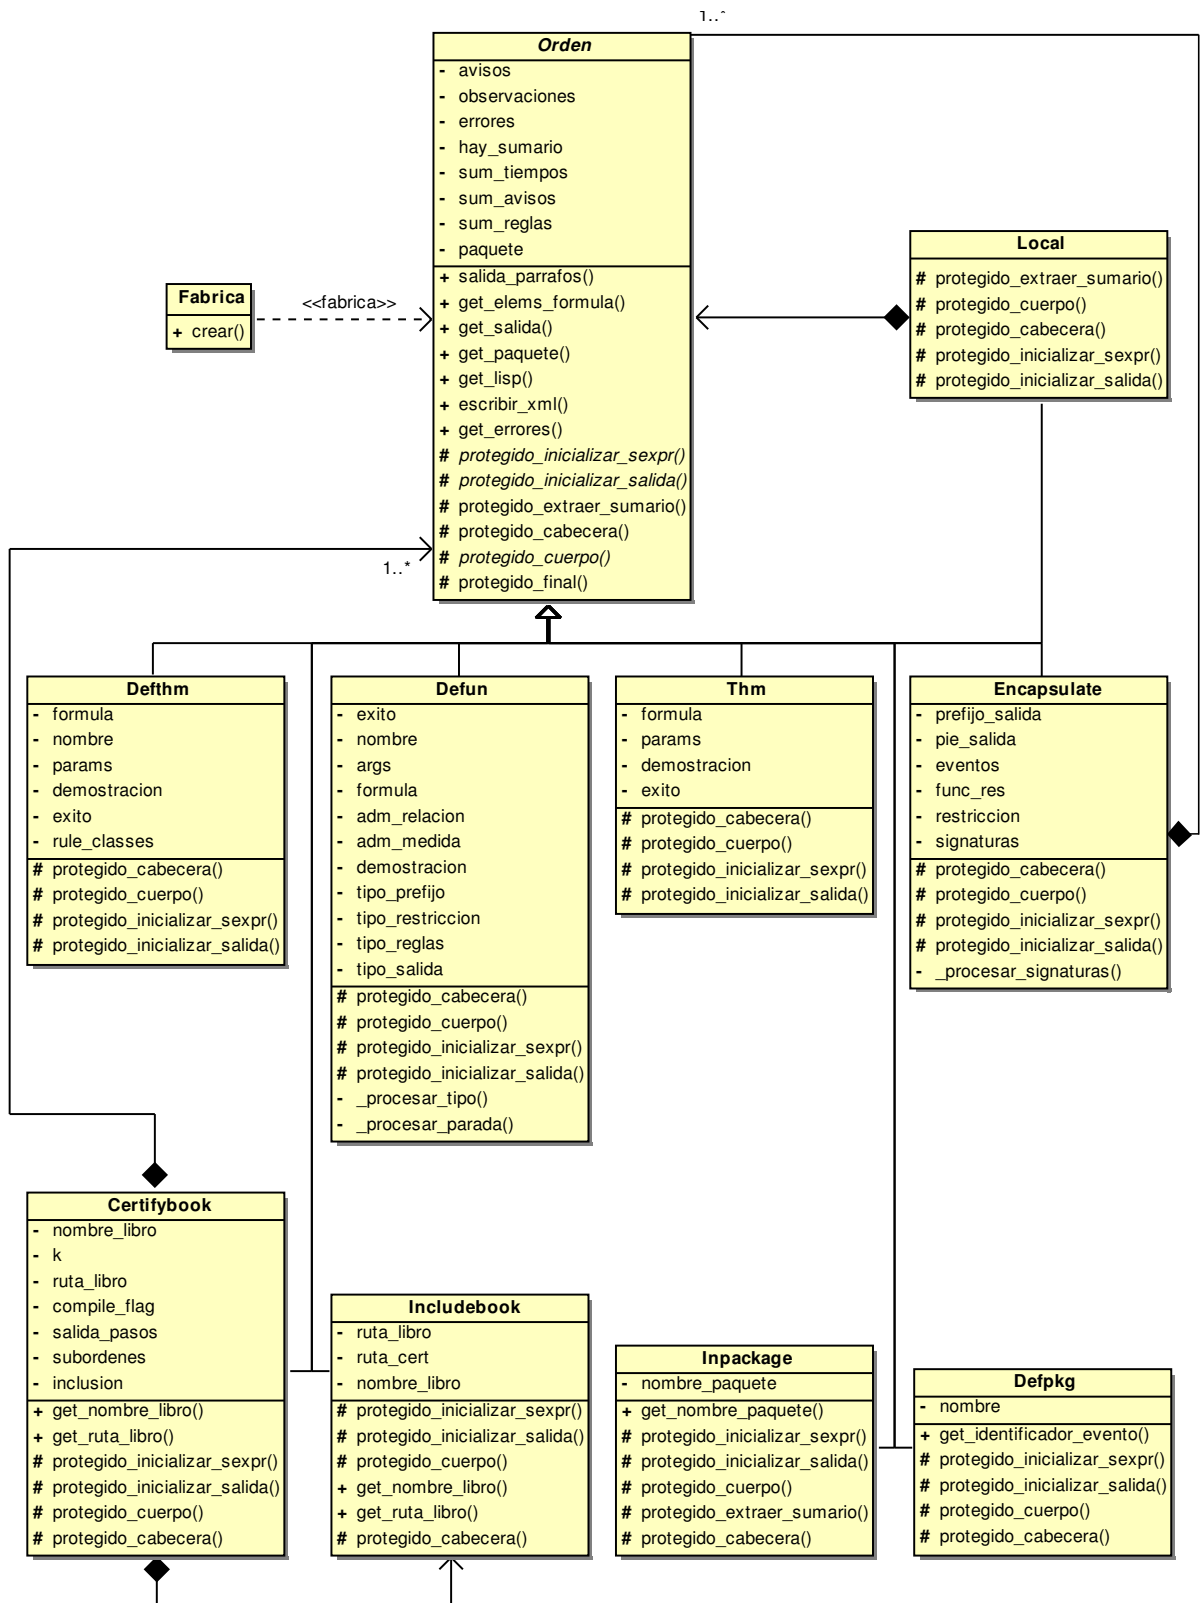 1..*
Orden
- avisos
- observaciones
- errores
- hay_sumario
- sum_tiempos
- sum_avisos
- sum_reglas
- paquete
+ salida_parrafos()
+ get_elems_formula()
+ get_salida()
+ get_paquete()
+ get_lisp()
+ escribir_xml()
+ get_errores()
# protegido_inicializar_sexpr()
# protegido_inicializar_salida()
# protegido_extraer_sumario()
# protegido_cabecera()
# protegido_cuerpo()
# protegido_final()
Fabrica
+ crear()
<<fabrica>>
Local
# protegido_extraer_sumario()
# protegido_cuerpo()
# protegido_cabecera()
# protegido_inicializar_sexpr()
# protegido_inicializar_salida()
1..*
Defthm
- formula
- nombre
- params
- demostracion
- exito
- rule_classes
# protegido_cabecera()
# protegido_cuerpo()
# protegido_inicializar_sexpr()
# protegido_inicializar_salida()
Defun
- exito
- nombre
- args
- formula
- adm_relacion
- adm_medida
- demostracion
- tipo_prefijo
- tipo_restriccion
- tipo_reglas
- tipo_salida
# protegido_cabecera()
# protegido_cuerpo()
# protegido_inicializar_sexpr()
# protegido_inicializar_salida()
- _procesar_tipo()
- _procesar_parada()
Thm
- formula
- params
- demostracion
- exito
# protegido_cabecera()
# protegido_cuerpo()
# protegido_inicializar_sexpr()
# protegido_inicializar_salida()
Encapsulate
- prefijo_salida
- pie_salida
- eventos
- func_res
- restriccion
- signaturas
# protegido_cabecera()
# protegido_cuerpo()
# protegido_inicializar_sexpr()
# protegido_inicializar_salida()
- _procesar_signaturas()
Certifybook
- nombre_libro
- k
- ruta_libro
- compile_flag
- salida_pasos
- subordenes
- inclusion
+ get_nombre_libro()
+ get_ruta_libro()
# protegido_inicializar_sexpr()
# protegido_inicializar_salida()
# protegido_cuerpo()
# protegido_cabecera()
Includebook
- ruta_libro
- ruta_cert
- nombre_libro
# protegido_inicializar_sexpr()
# protegido_inicializar_salida()
# protegido_cuerpo()
+ get_nombre_libro()
+ get_ruta_libro()
# protegido_cabecera()
Inpackage
- nombre_paquete
+ get_nombre_paquete()
# protegido_inicializar_sexpr()
# protegido_inicializar_salida()
# protegido_cuerpo()
# protegido_extraer_sumario()
# protegido_cabecera()
Defpkg
- nombre
+ get_identificador_evento()
# protegido_inicializar_sexpr()
# protegido_inicializar_salida()
# protegido_cuerpo()
# protegido_cabecera()